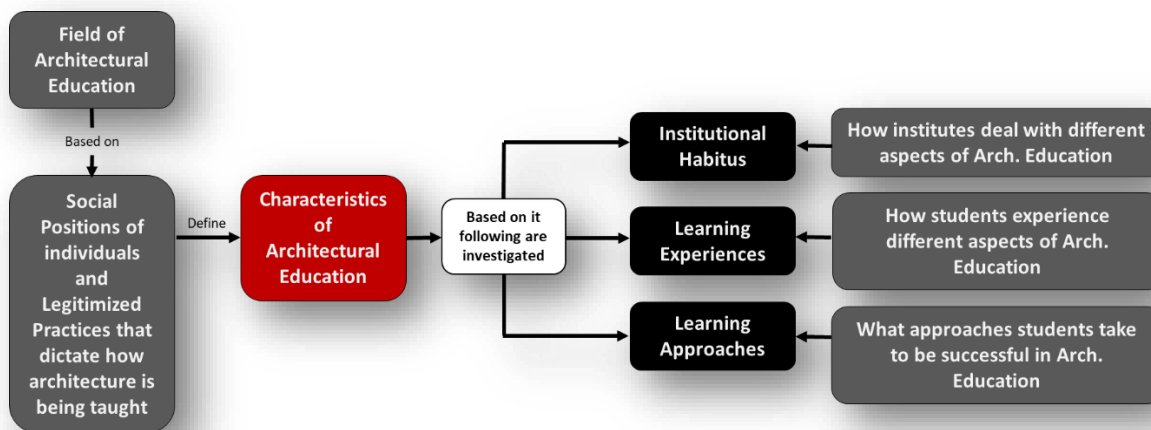 Field of
Architectural
Education
Based on
Social
Positions of
individuals
and
Legitimized
Practices that
dictate how
architecture is
being taught
Define
Characteristics
of
Architectural
Education
Based on it
following are
investigated
Institutional
Habitus
How institutes deal with different
aspects of Arch. Education
Learning
Experiences
How students experience
different aspects of Arch.
Education
Learning
Approaches
What approaches students take
to be successful in Arch.
Education